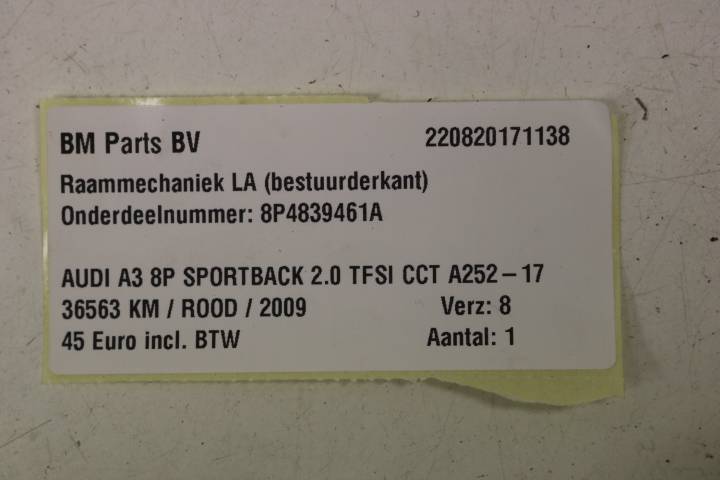 BM Parts BV 220820171138
Raammechaniek LA (bestuurderkant)
Onderdeelnummer: 8P4839461A
AUDI A3 8P SPORTBACK 2.0 TFSI CCT A252-17
36563 KM / ROOD / 2009 Verz: 8
45 Euro incl. BTW Aantal: 1